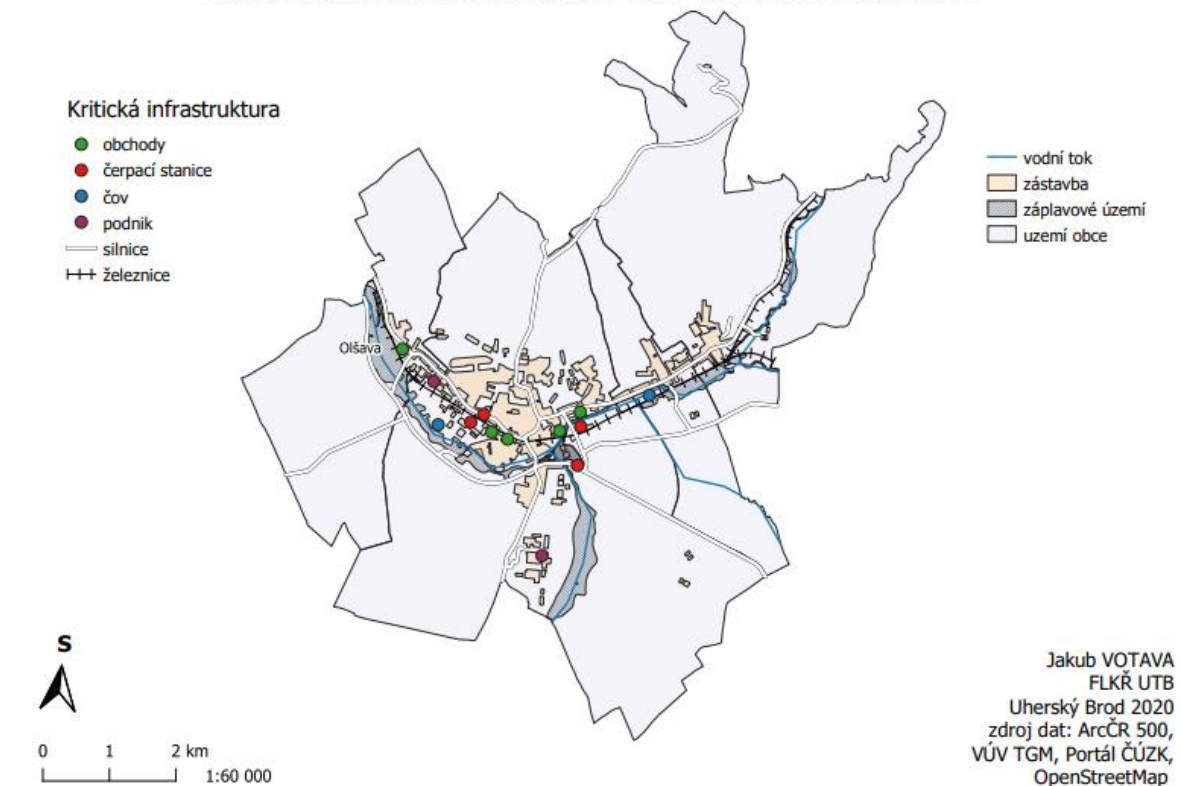 Kritická infrastruktura
obchody
čerpací stanice
čov
podnik
silnice
železnice
vodní tok
zástavba
záplavové území
uzemí obce
Olšava
S
0 1 2 km
1:60 000
Jakub VOTAVA
FLKŘ UTB
Uherský Brod 2020
zdroj dat: ArcČR 500,
VÚV TGM, Portál ČÚZK,
OpenStreetMap